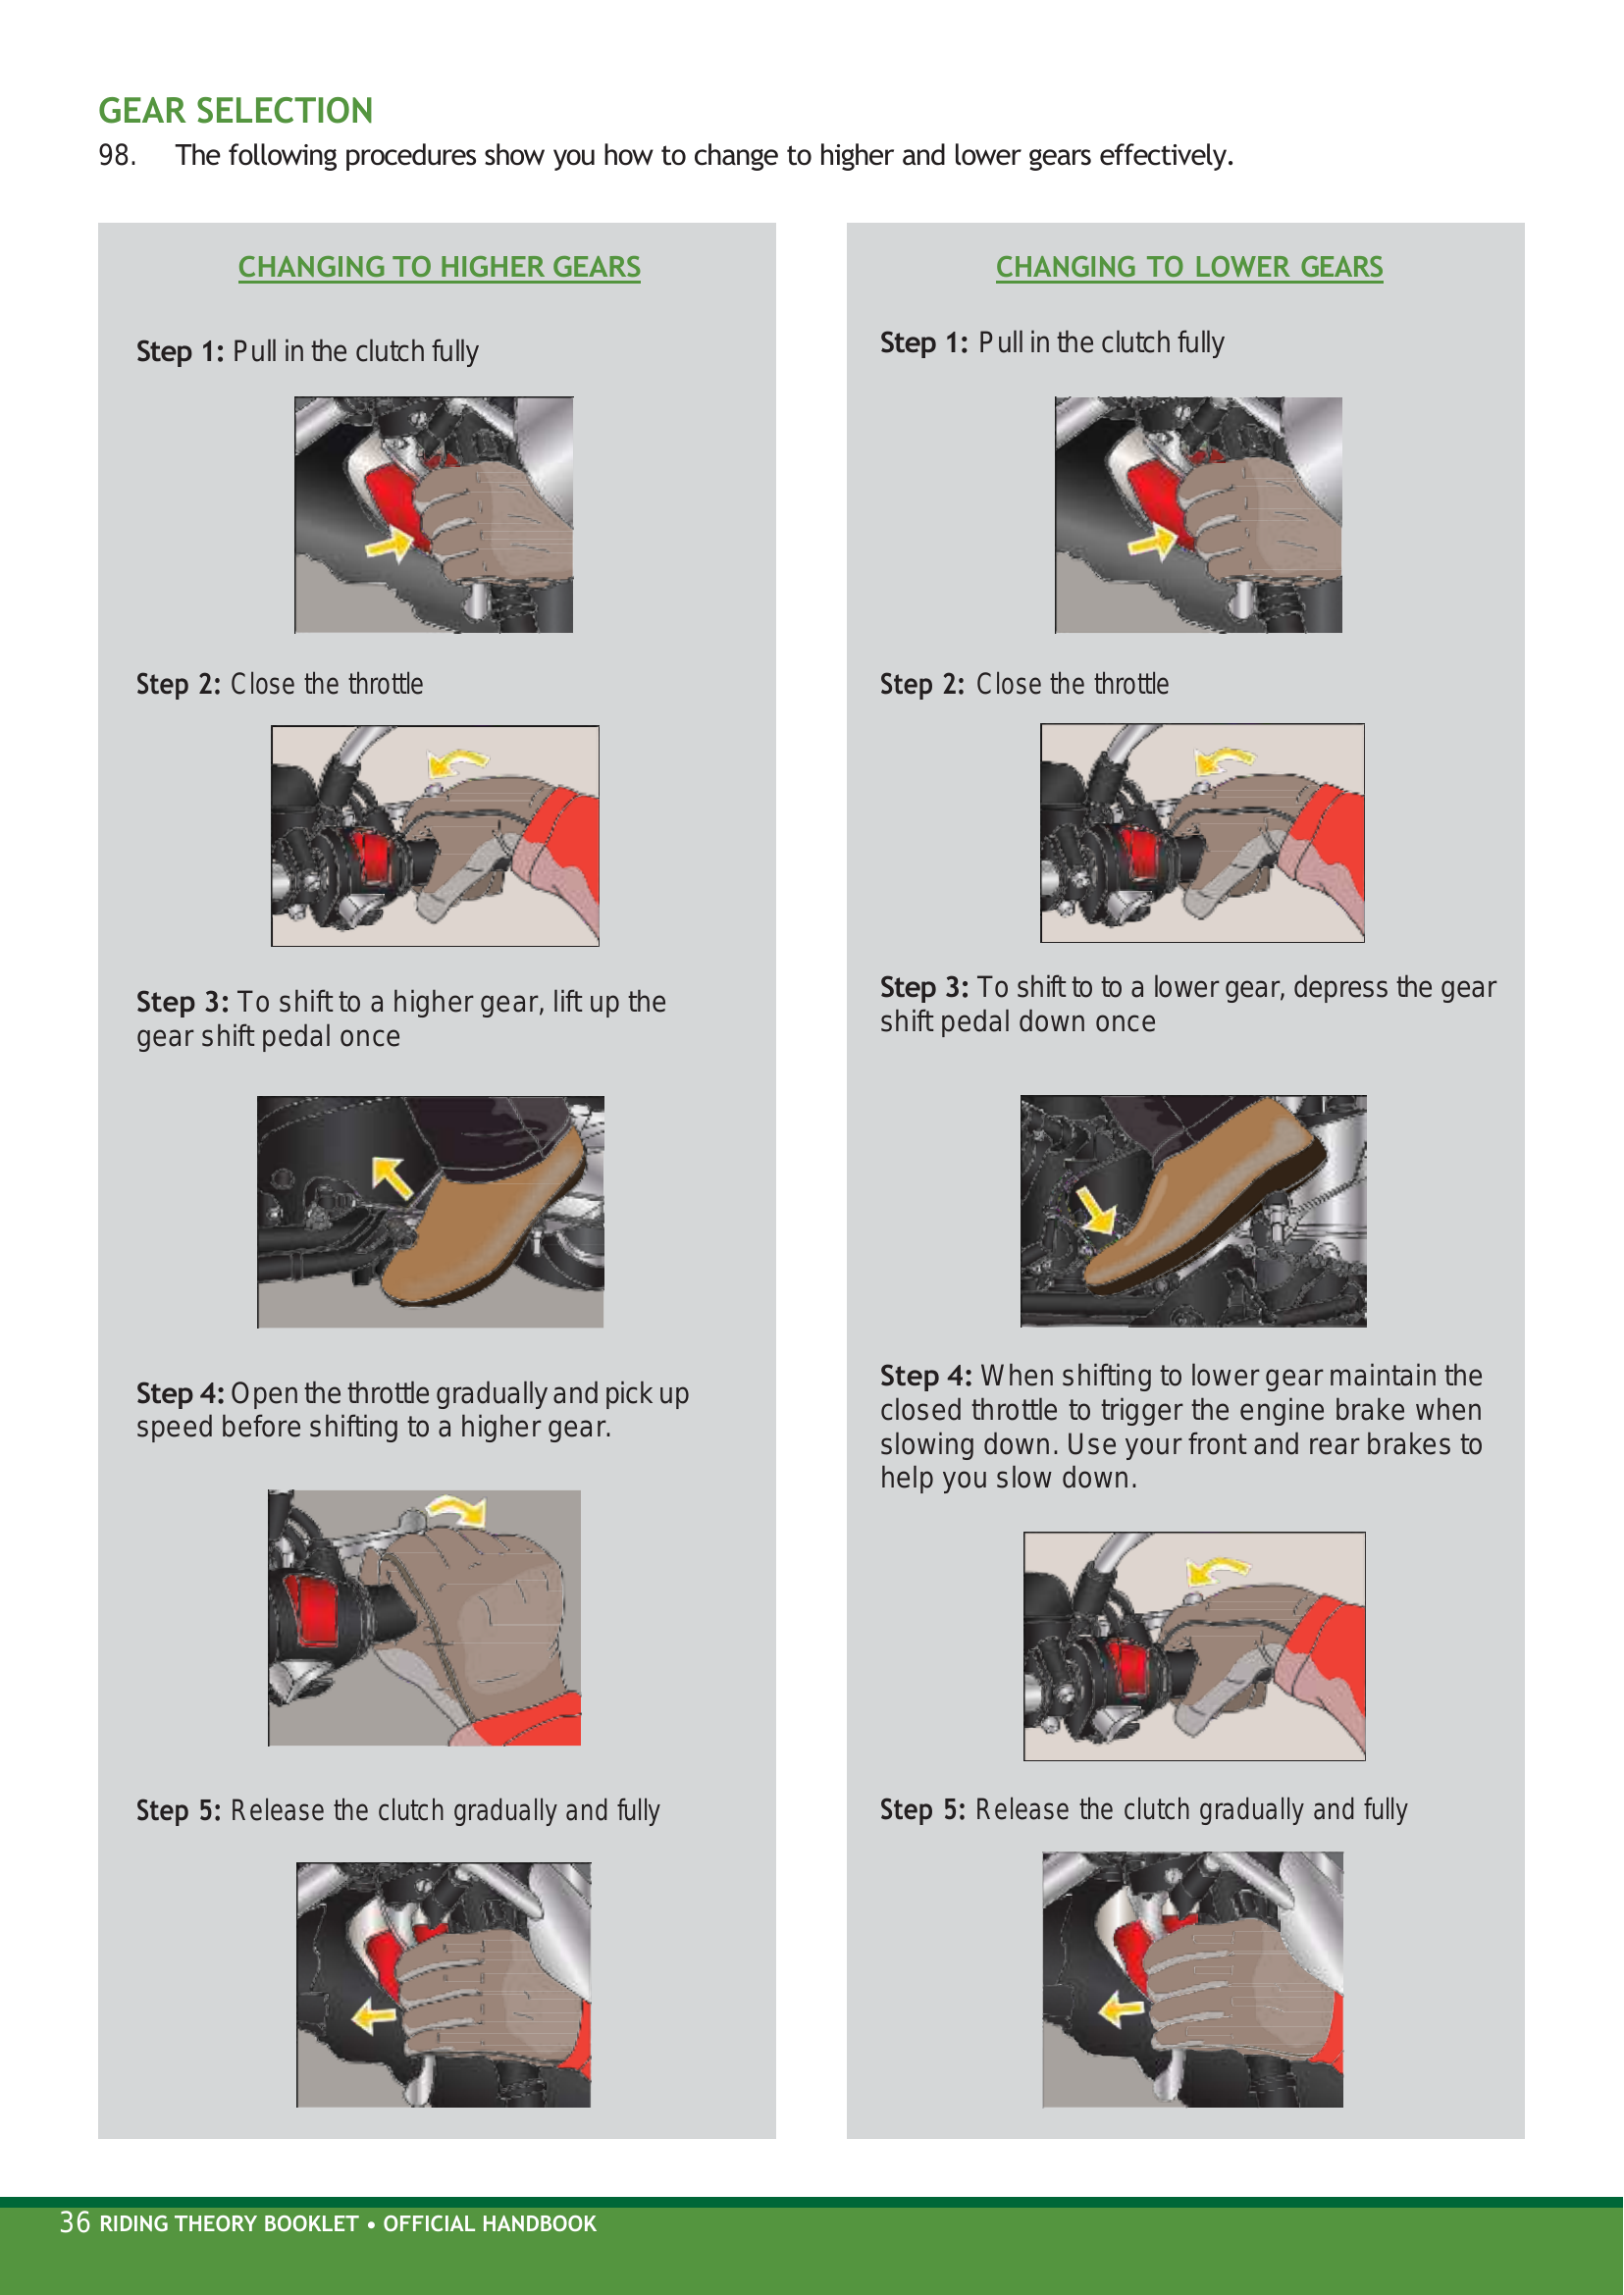 GEAR SELECTION
98. The following procedures show you how to change to higher and lower gears effectively.
CHANGING TO HIGHER GEARS
Step 1: Pull in the clutch fully
Step 2: Close the throttle
Step 3: To shift to a higher gear, lift up the
gear shift pedal once
Step 4: Open the throttle gradually and pick up
speed before shifting to a higher gear.
Step 5: Release the clutch gradually and fully
CHANGING TO LOWER GEARS
Step 1: Pull in the clutch fully
Step 2: Close the throttle
Step 3: To shift to to a lower gear, depress the gear
shift pedal down once
Step 4: When shifting to lower gear maintain the
closed throttle to trigger the engine brake when
slowing down. Use your front and rear brakes to
help you slow down.
Step 5: Release the clutch gradually and fully
36 RIDING THEORY BOOKLET • OFFICIAL HANDBOOK